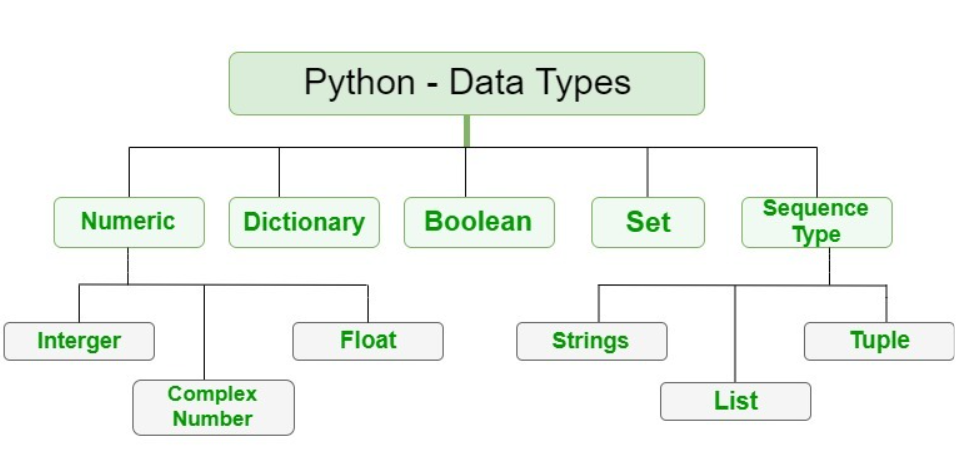 Python - Data Types
Numeric
Dictionary
Boolean
Set
Sequence
Type
Interger
Complex
Number
Float
Strings
List
Tuple